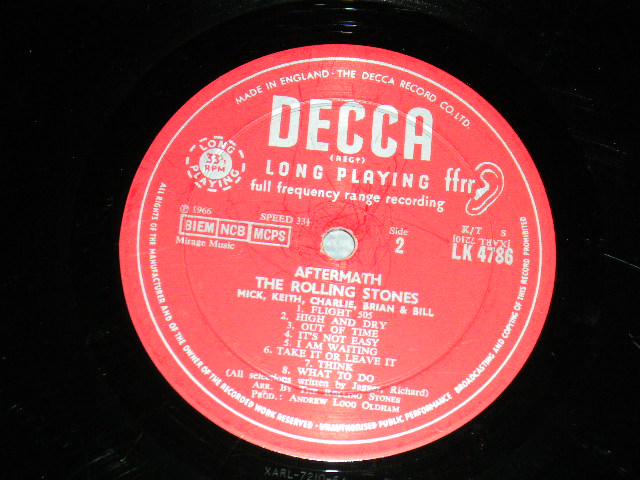 MADE IN ENGLAND · THE DECCA RECORD CO. LTD.
DECCA
(REGD)
LONG PLAYING
33⅓
RPM
LONG PLAYING
ffrr
full frequency range recording
℗ 1966
SPEED 33⅓
BIEM NCB MCPS
Mirage Music
Side
2
LK 4786
AFTERMATH
THE ROLLING STONES
MICK, KEITH, CHARLIE, BRIAN & BILL
1. FLIGHT 505
2. HIGH AND DRY
3. OUT OF TIME
4. IT'S NOT EASY
5. I AM WAITING
6. TAKE IT OR LEAVE IT
7. THINK
8. WHAT TO DO
(All selections written by Jagger, Richard)
ARR. BY THE ROLLING STONES
PROD.: ANDREW LOOG OLDHAM
ALL RIGHTS OF THE MANUFACTURER AND OF THE OWNER OF THE RECORDED WORK RESERVED · UNAUTHORISED PUBLIC PERFORMANCE BROADCASTING AND COPYING OF THIS RECORD PROHIBITED